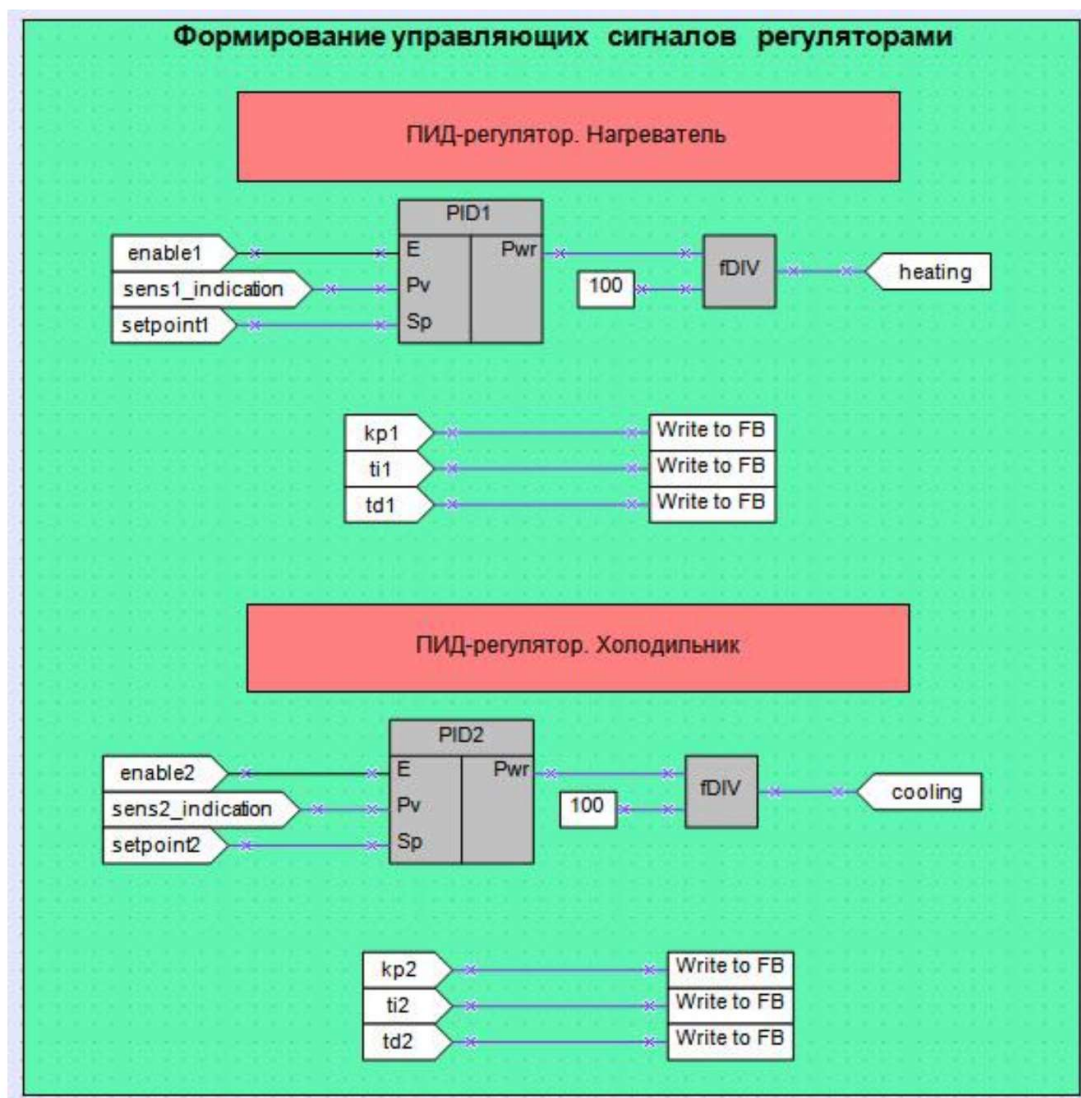 Формирование управляющих сигналов регуляторами
ПИД-регулятор. Нагреватель
PID1
enable1
E
Pwr
fDIV
heating
sens1_indication
Pv
100
setpoint1
Sp
kp1
Write to FB
ti1
Write to FB
td1
Write to FB
ПИД-регулятор. Холодильник
PID2
enable2
E
Pwr
fDIV
cooling
sens2_indication
Pv
100
setpoint2
Sp
kp2
Write to FB
ti2
Write to FB
td2
Write to FB